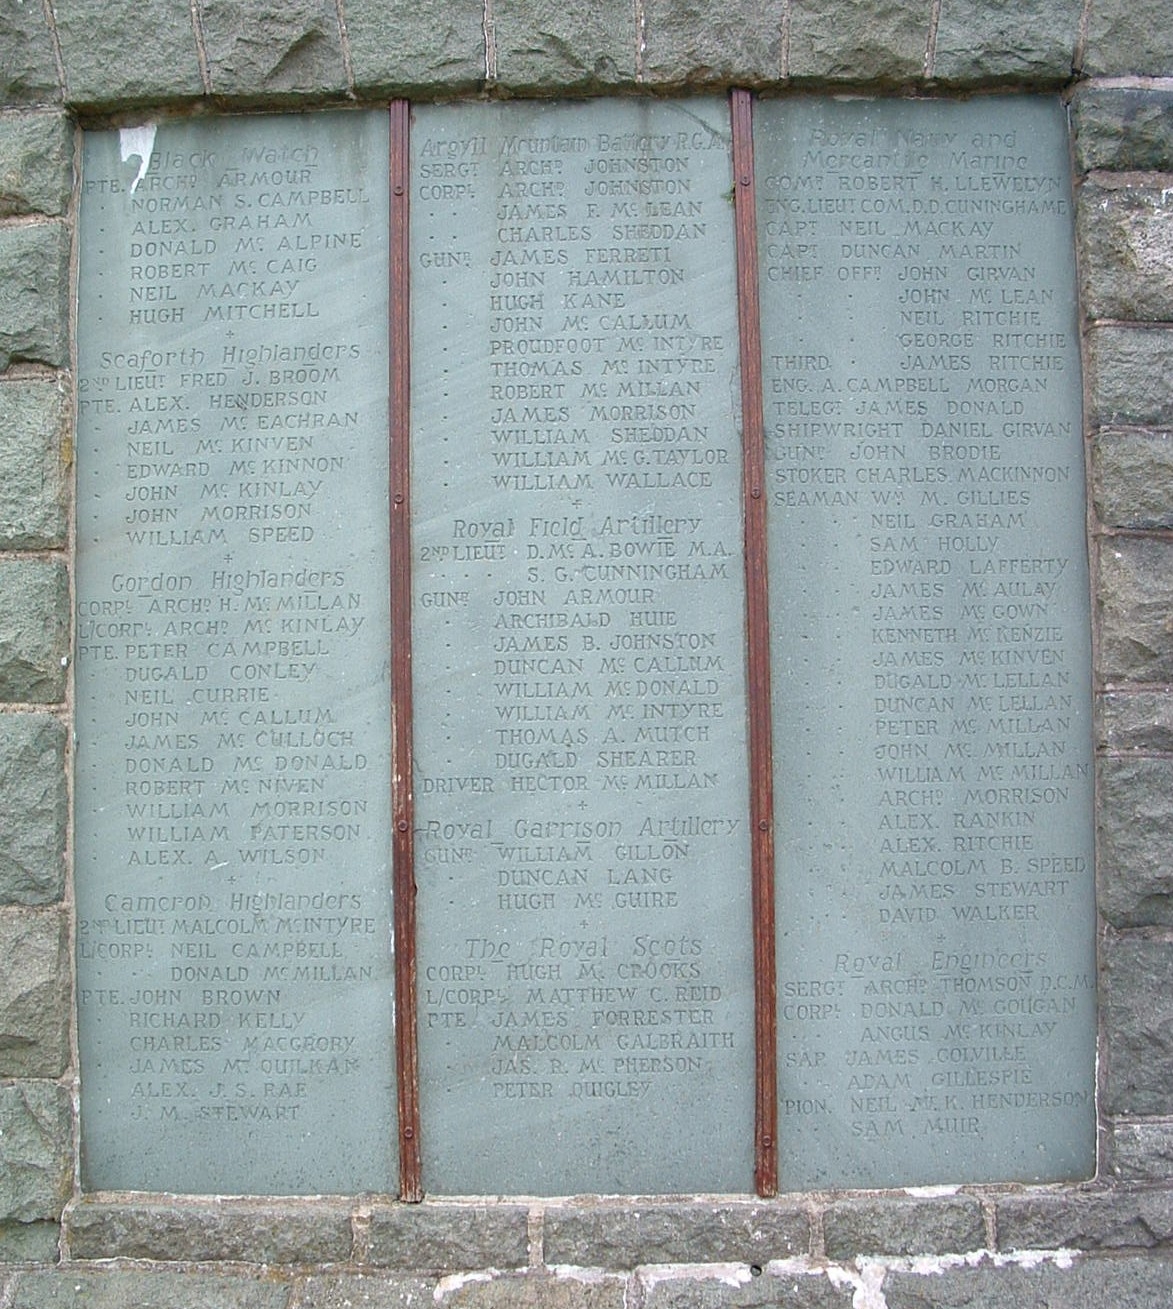 Black Watch
PTE. ARCHD. ARMOUR
. NORMAN S. CAMPBELL
. ALEX. GRAHAM
. DONALD MC ALPINE
. ROBERT MC CAIG
. NEIL MACKAY
. HUGH MITCHELL
+
Seaforth Highlanders
2ND LIEUT FRED J. BROOM
PTE. ALEX. HENDERSON
. JAMES MC EACHRAN
. NEIL MC KINVEN
. EDWARD MC KINNON
. JOHN MC KINLAY
. JOHN MORRISON
. WILLIAM SPEED
+
Gordon Highlanders
CORPL ARCHD. H. MC MILLAN
L/CORPL. ARCHD. MC KINLAY
PTE. PETER CAMPBELL
. DUGALD CONLEY
. NEIL CURRIE
. JOHN MC CALLUM
. JAMES MC CULLOCH
. DONALD MC DONALD
. ROBERT MC NIVEN
. WILLIAM MORRISON
. WILLIAM PATERSON
. ALEX. A. WILSON
+
Cameron Highlanders
2ND LIEUT MALCOLM MCINTYRE
L/CORPL. NEIL CAMPBELL
. . DONALD MC MILLAN
PTE. JOHN BROWN
. RICHARD KELLY
. CHARLES MACGRORY
. JAMES MC QUILKAN
. ALEX. J. S. RAE
. J. M. STEWART
Argyll Mountain Battery R.G.A.
SERGT ARCHD. JOHNSTON
CORPL ARCHD. JOHNSTON
. . JAMES F. MC LEAN
. . CHARLES SHEDDAN
GUNR JAMES FERRETI
. . JOHN HAMILTON
. . HUGH KANE
. . JOHN MC CALLUM
. . PROUDFOOT MC INTYRE
. . THOMAS MC INTYRE
. . ROBERT MC MILLAN
. . JAMES MORRISON
. . WILLIAM SHEDDAN
. . WILLIAM MC G. TAYLOR
. . WILLIAM WALLACE
+
Royal Field Artillery
2ND LIEUT D. MC A. BOWIE M.A.
. . . S. G. CUNNINGHAM
GUNR JOHN ARMOUR
. . ARCHIBALD HUIE
. . JAMES B. JOHNSTON
. . DUNCAN MC CALLUM
. . WILLIAM MC DONALD
. . WILLIAM MC INTYRE
. . THOMAS A. MUTCH
. . DUGALD SHEARER
DRIVER HECTOR MC MILLAN
+
Royal Garrison Artillery
GUNR WILLIAM GILLON
. . DUNCAN LANG
. . HUGH MC GUIRE
+
The Royal Scots
CORPL HUGH M. CROOKS
L/CORPL MATTHEW C. REID
PTE JAMES FORRESTER
. MALCOLM GALBRAITH
. JAS. R. MC PHERSON
. PETER QUIGLEY
Royal Navy and
Mercantile Marine
COMR ROBERT H. LLEWELYN
ENG. LIEUT COM. D.D. CUNINGHAME
CAPT NEIL MACKAY
CAPT DUNCAN MARTIN
CHIEF OFFR JOHN GIRVAN
. . JOHN MC LEAN
. . NEIL RITCHIE
. . GEORGE RITCHIE
THIRD . JAMES RITCHIE
ENG. A. CAMPBELL MORGAN
TELEGT JAMES DONALD
SHIPWRIGHT DANIEL GIRVAN
GUNR JOHN BRODIE
STOKER CHARLES MACKINNON
SEAMAN WM M. GILLIES
. NEIL GRAHAM
. SAM HOLLY
. EDWARD LAFFERTY
. JAMES MC AULAY
. JAMES MC GOWN
. KENNETH MC KENZIE
. JAMES MC KINVEN
. DUGALD MC LELLAN
. DUNCAN MC LELLAN
. PETER MC MILLAN
. JOHN MC MILLAN
. WILLIAM MC MILLAN
. ARCHD. MORRISON
. ALEX. RANKIN
. ALEX. RITCHIE
. MALCOLM B. SPEED
. JAMES STEWART
. DAVID WALKER
+
Royal Engineers
SERGT ARCHD. THOMSON D.C.M.
CORPL DONALD M. GOUGAN
. . ANGUS MC KINLAY
SAP. JAMES COLVILLE
. ADAM GILLESPIE
PION. NEIL M. K. HENDERSON
. SAM MUIR